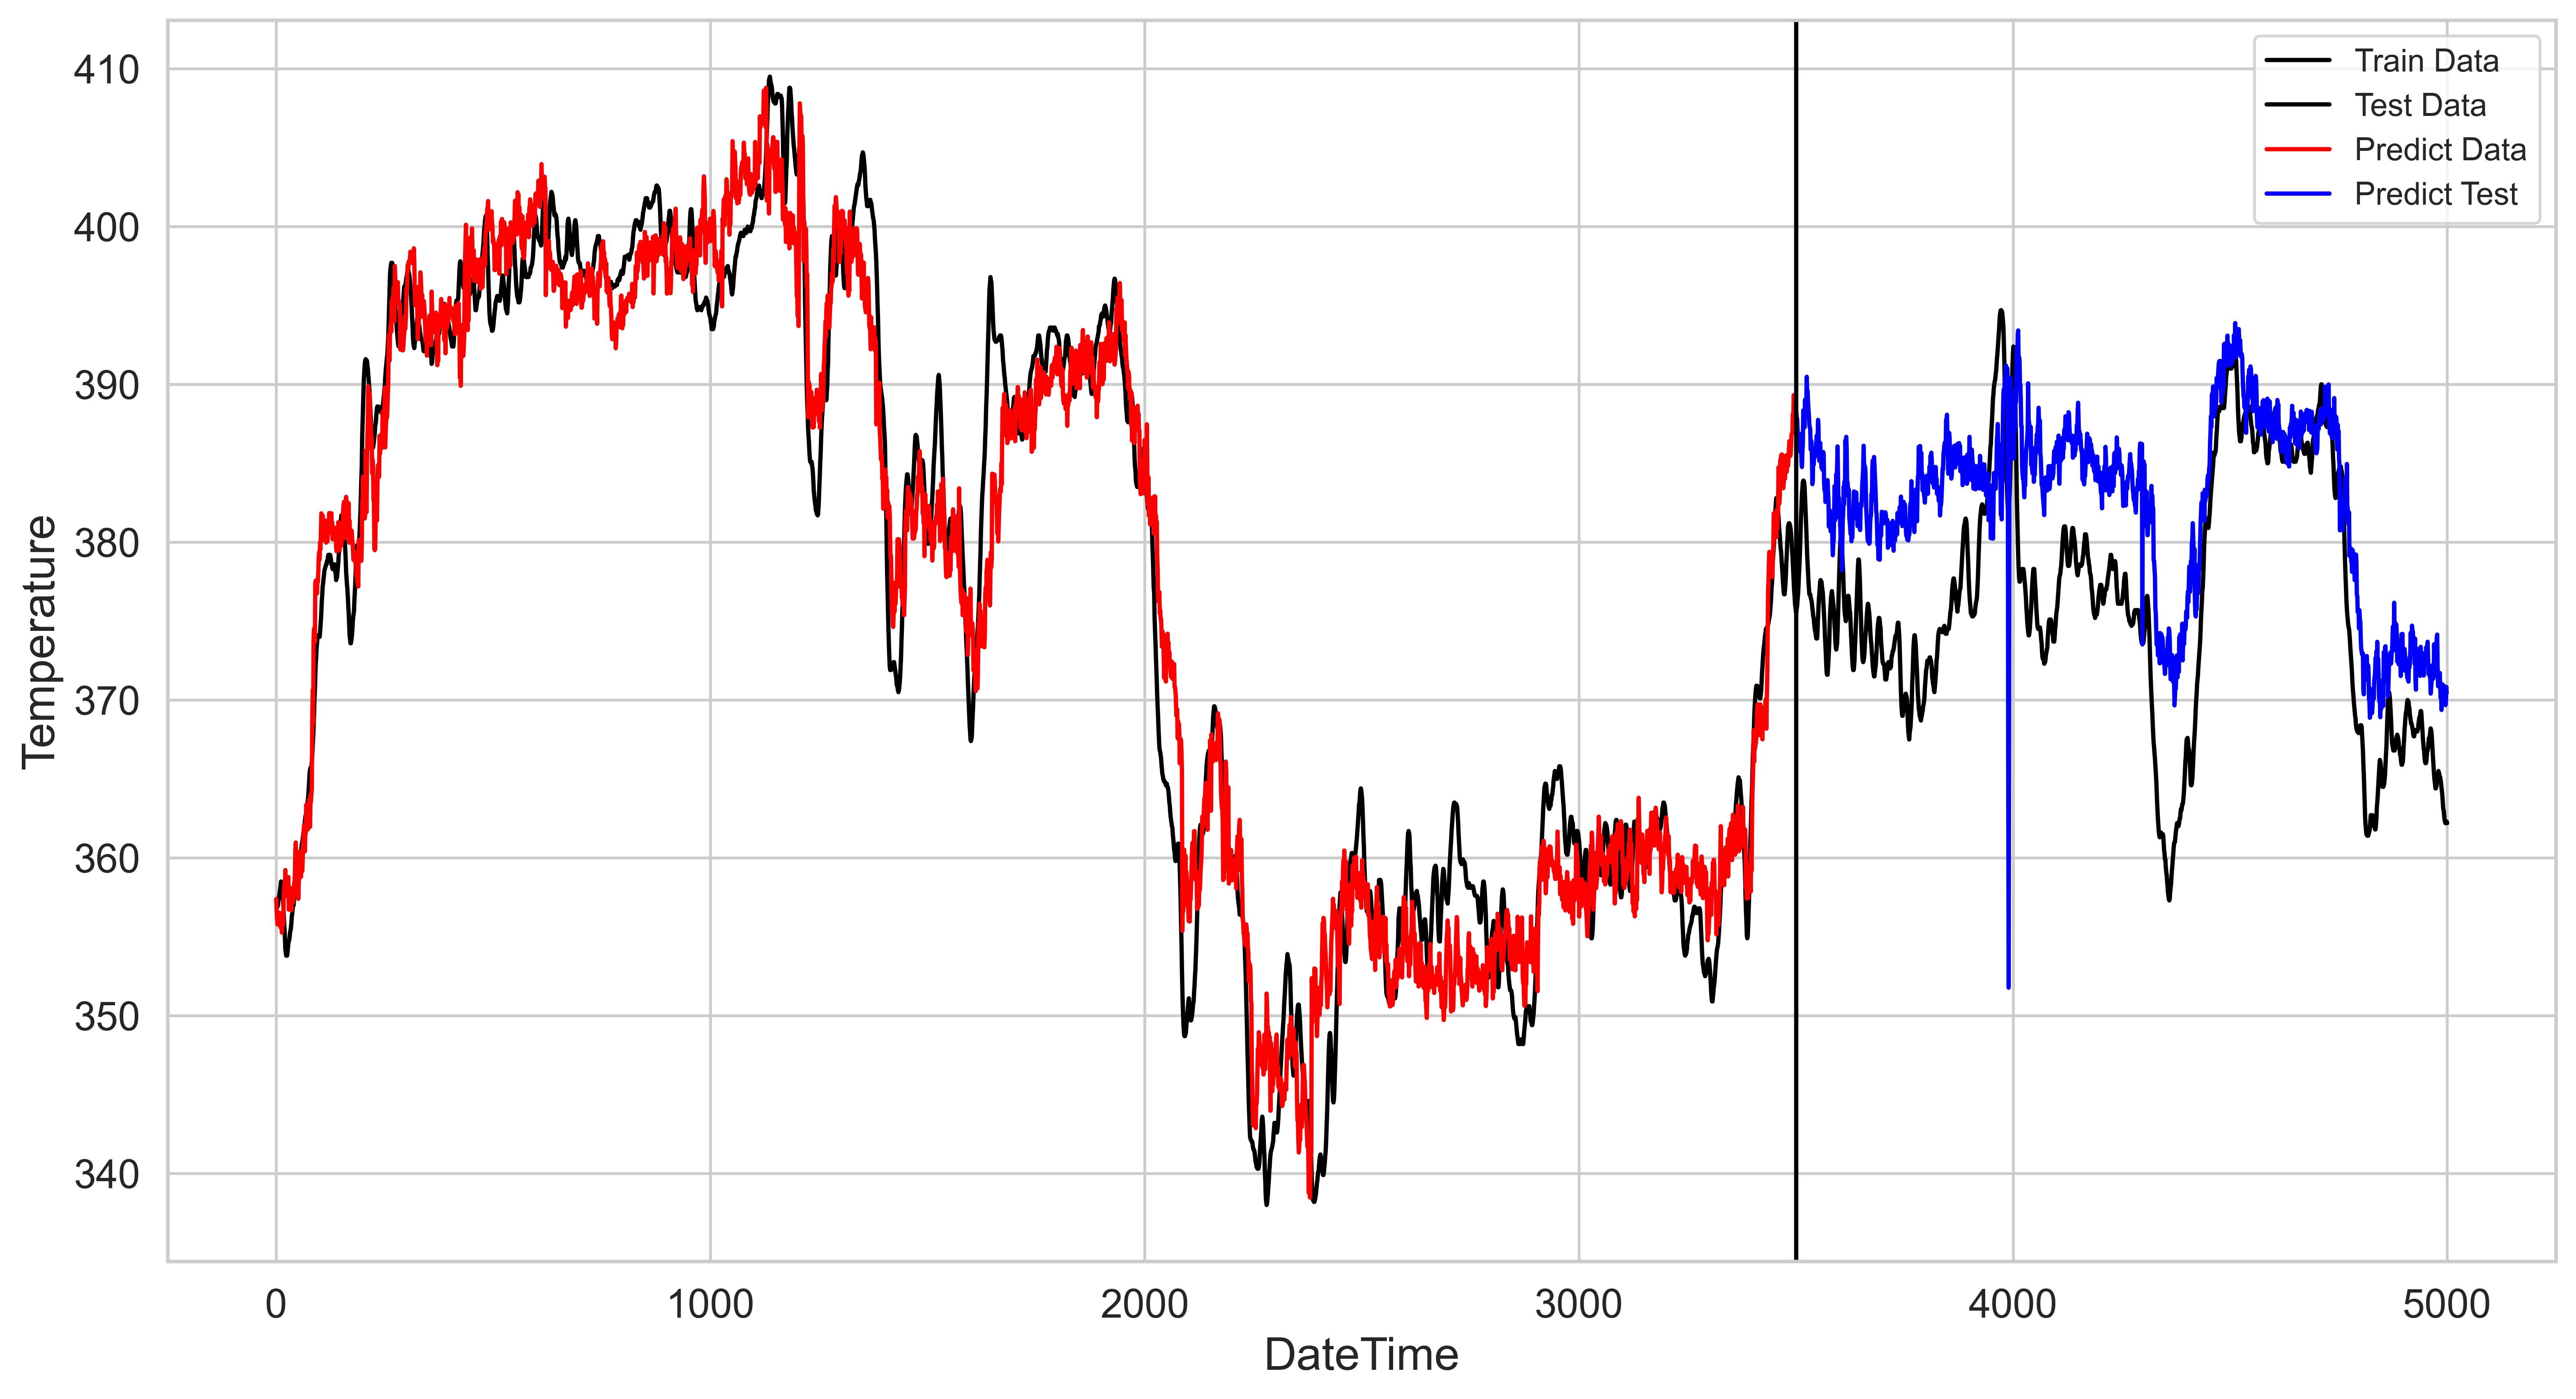 410
400
390
380
370
360
350
340
Temperature
0
1000
2000
3000
4000
5000
DateTime
Train Data
Test Data
Predict Data
Predict Test